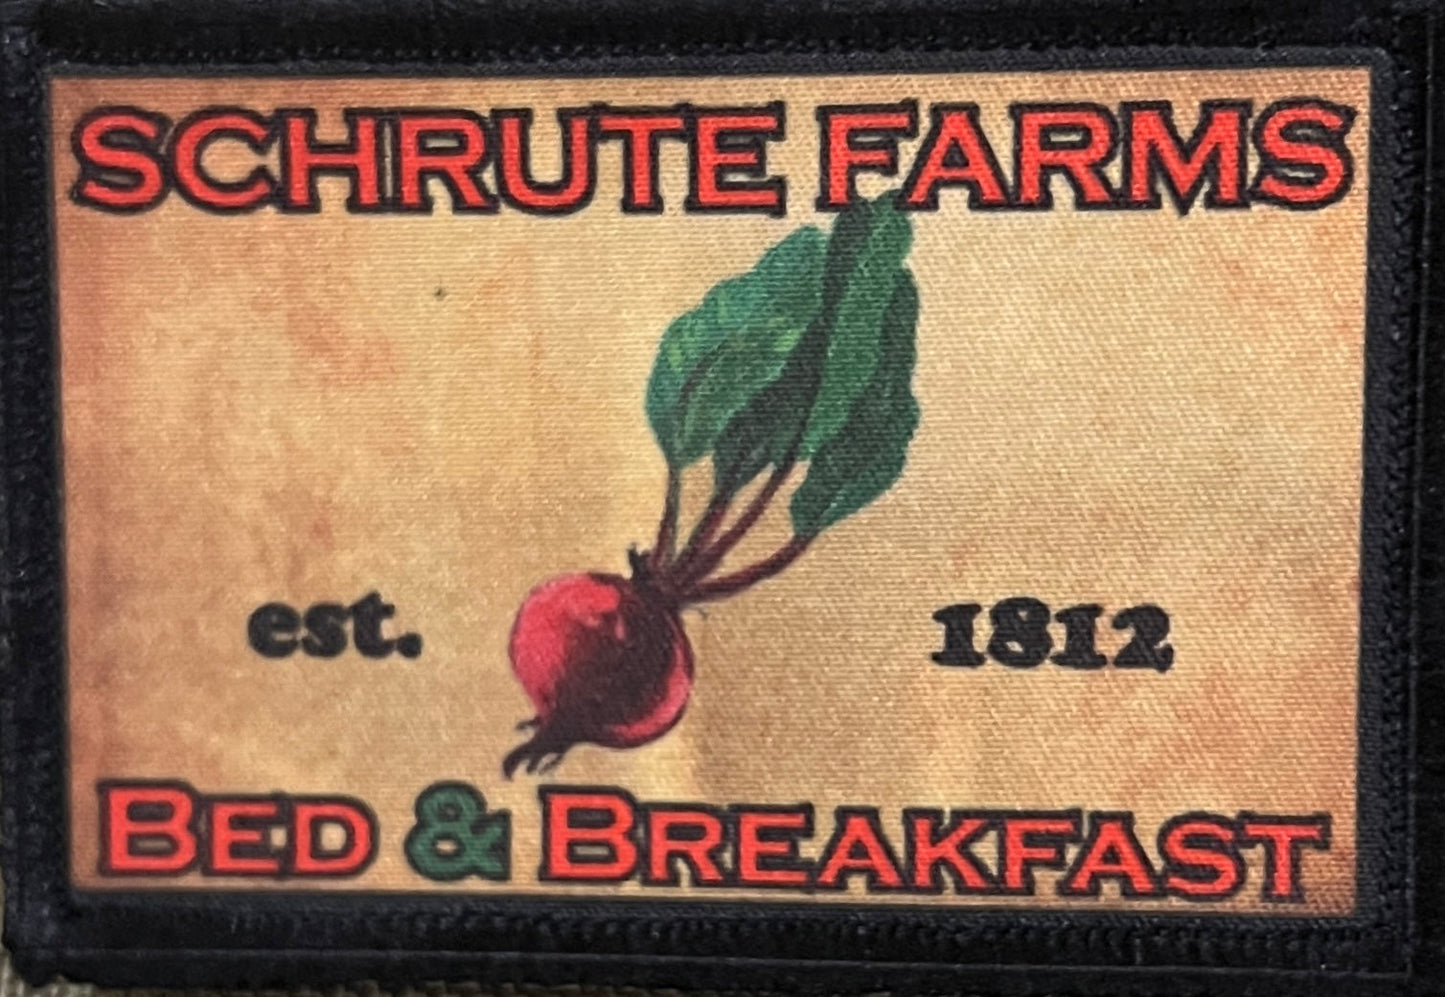 SCHRUTE FARMS
est. 1812
BED & BREAKFAST